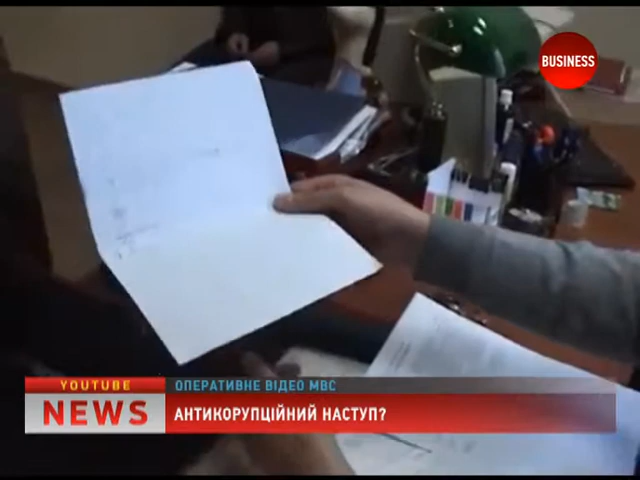 BUSINESS
YOUTUBE
ОПЕРАТИВНЕ ВІДЕО МВС
NEWS
АНТИКОРУПЦІЙНИЙ НАСТУП?